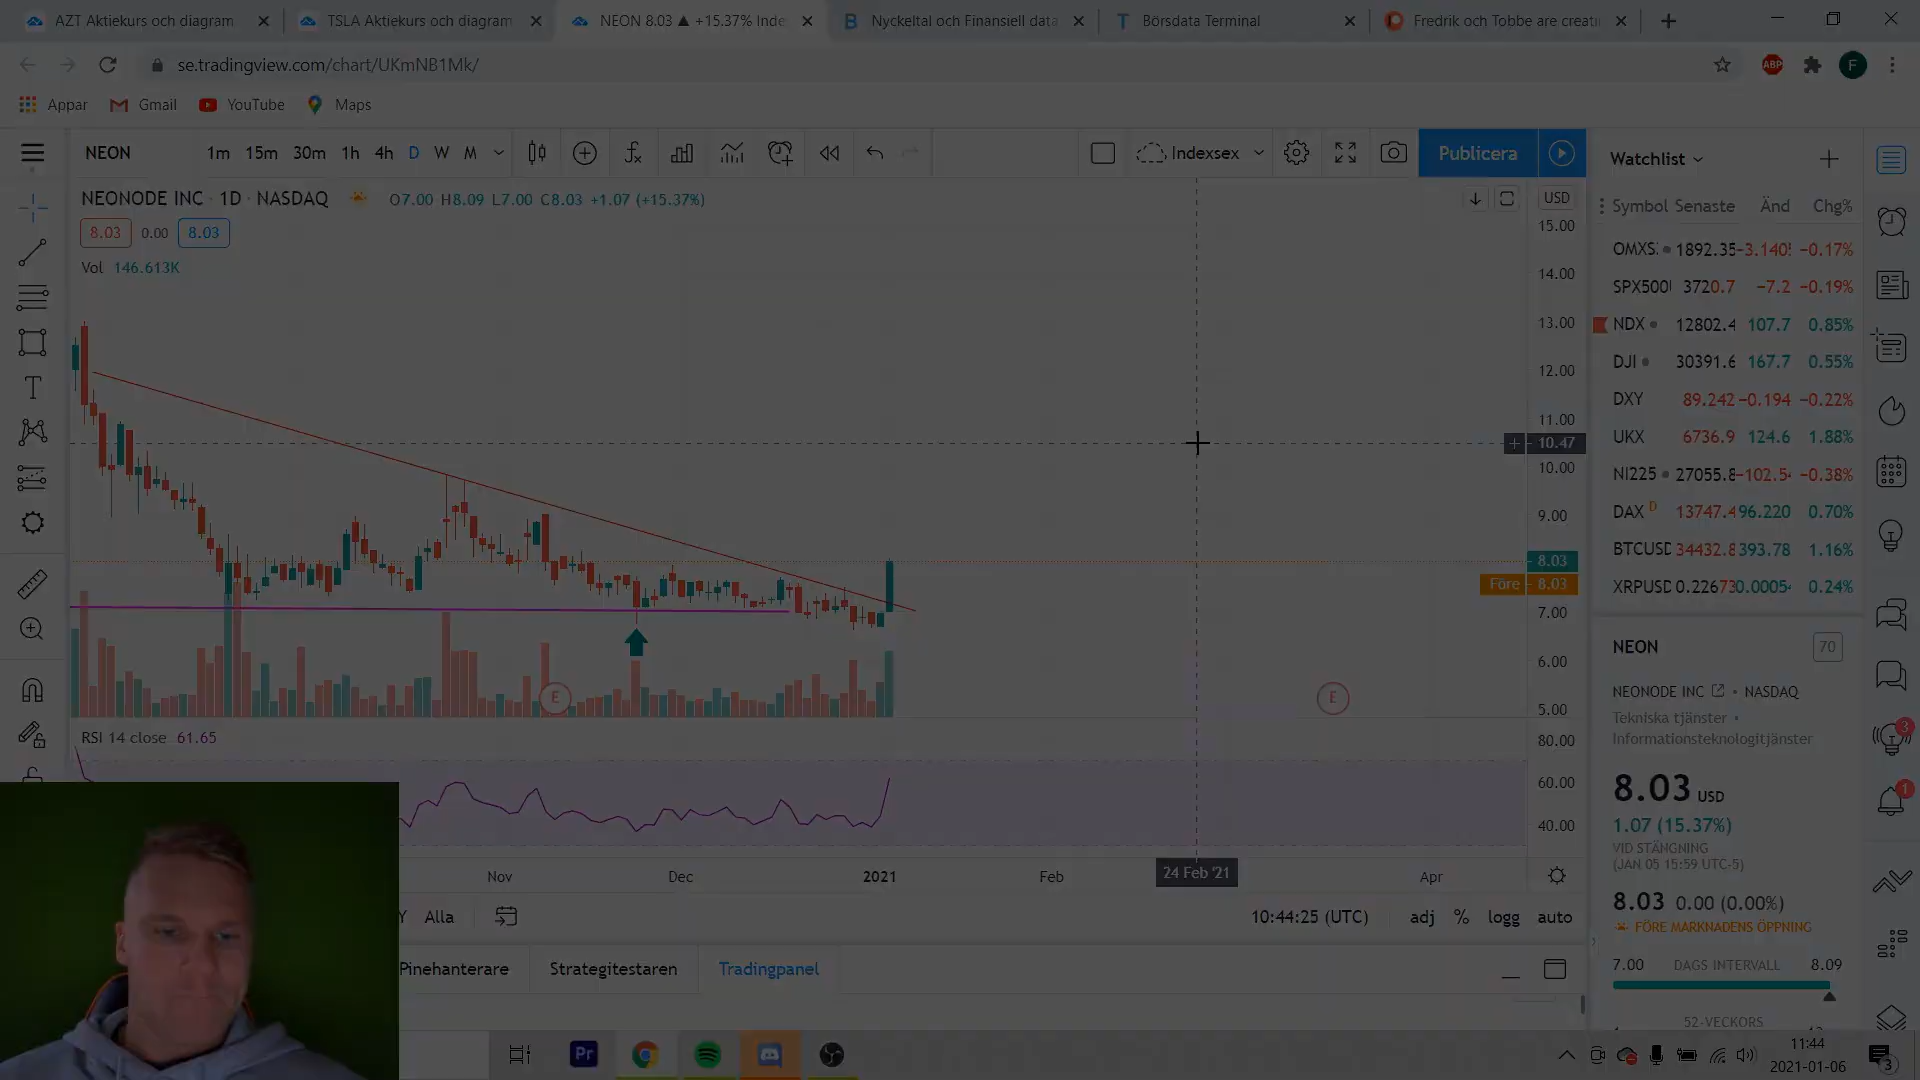 AZT Aktiekurs och diagram
TSLA Aktiekurs och diagram
NEON 8.03 ▲ +15.37% Inde
Nyckeltal och Finansiell data
Börsdata Terminal
Fredrik och Tobbe are creati
se.tradingview.com/chart/UKmNB1Mk/
ABP
F
Appar
Gmail
YouTube
Maps
NEON
1m 15m 30m 1h 4h D W M
Indexsex
Publicera
Watchlist
NEONODE INC · 1D · NASDAQ
O7.00 H8.09 L7.00 C8.03 +1.07 (+15.37%)
USD
8.03 0.00 8.03
Vol 146.613K
Symbol Senaste Änd Chg%
OMXS: 1892.35 -3.140 -0.17%
SPX500 3720.7 -7.2 -0.19%
NDX 12802.4 107.7 0.85%
DJI 30391.6 167.7 0.55%
DXY 89.242 -0.194 -0.22%
UKX 6736.9 124.6 1.88%
NI225 27055.8 -102.5 -0.38%
DAX D 13747.4 96.220 0.70%
BTCUSD 34432.8 393.78 1.16%
XRPUSD 0.22673 0.00054 0.24%
15.00
14.00
13.00
12.00
11.00
10.47
10.00
9.00
8.03
Före 8.03
7.00
6.00
5.00
E
E
RSI 14 close 61.65
80.00
60.00
40.00
Nov
Dec
2021
Feb
24 Feb '21
Apr
Y Alla
10:44:25 (UTC)
adj % logg auto
Pinehanterare
Strategitestaren
Tradingpanel
NEON
70
NEONODE INC · NASDAQ
Tekniska tjänster •
Informationsteknologitjänster
8.03 USD
1.07 (15.37%)
VID STÄNGNING
(JAN 05 15:59 UTC-5)
8.03 0.00 (0.00%)
FÖRE MARKNADENS ÖPPNING
7.00 DAGS INTERVALL 8.09
52-VECKORS
3
1
Pr
11:44
2021-01-06
3